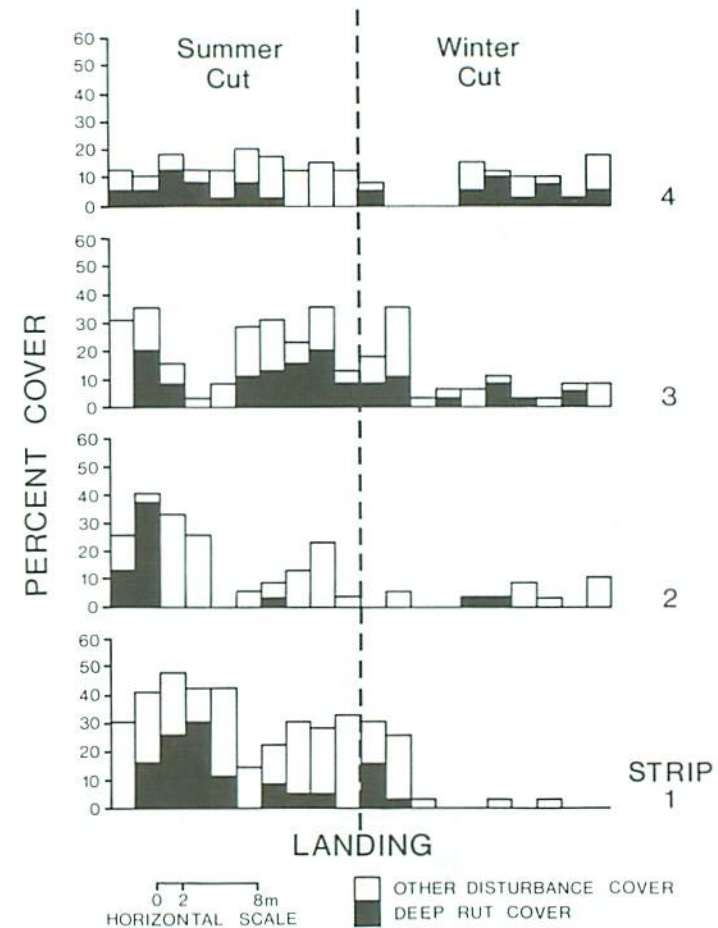 Summer
Cut
Winter
Cut
PERCENT COVER
60
50
40
30
20
10
0
4
60
50
40
30
20
10
0
3
60
50
40
30
20
10
0
2
60
50
40
30
20
10
0
STRIP
1
LANDING
0 2 8m
HORIZONTAL SCALE
OTHER DISTURBANCE COVER
DEEP RUT COVER